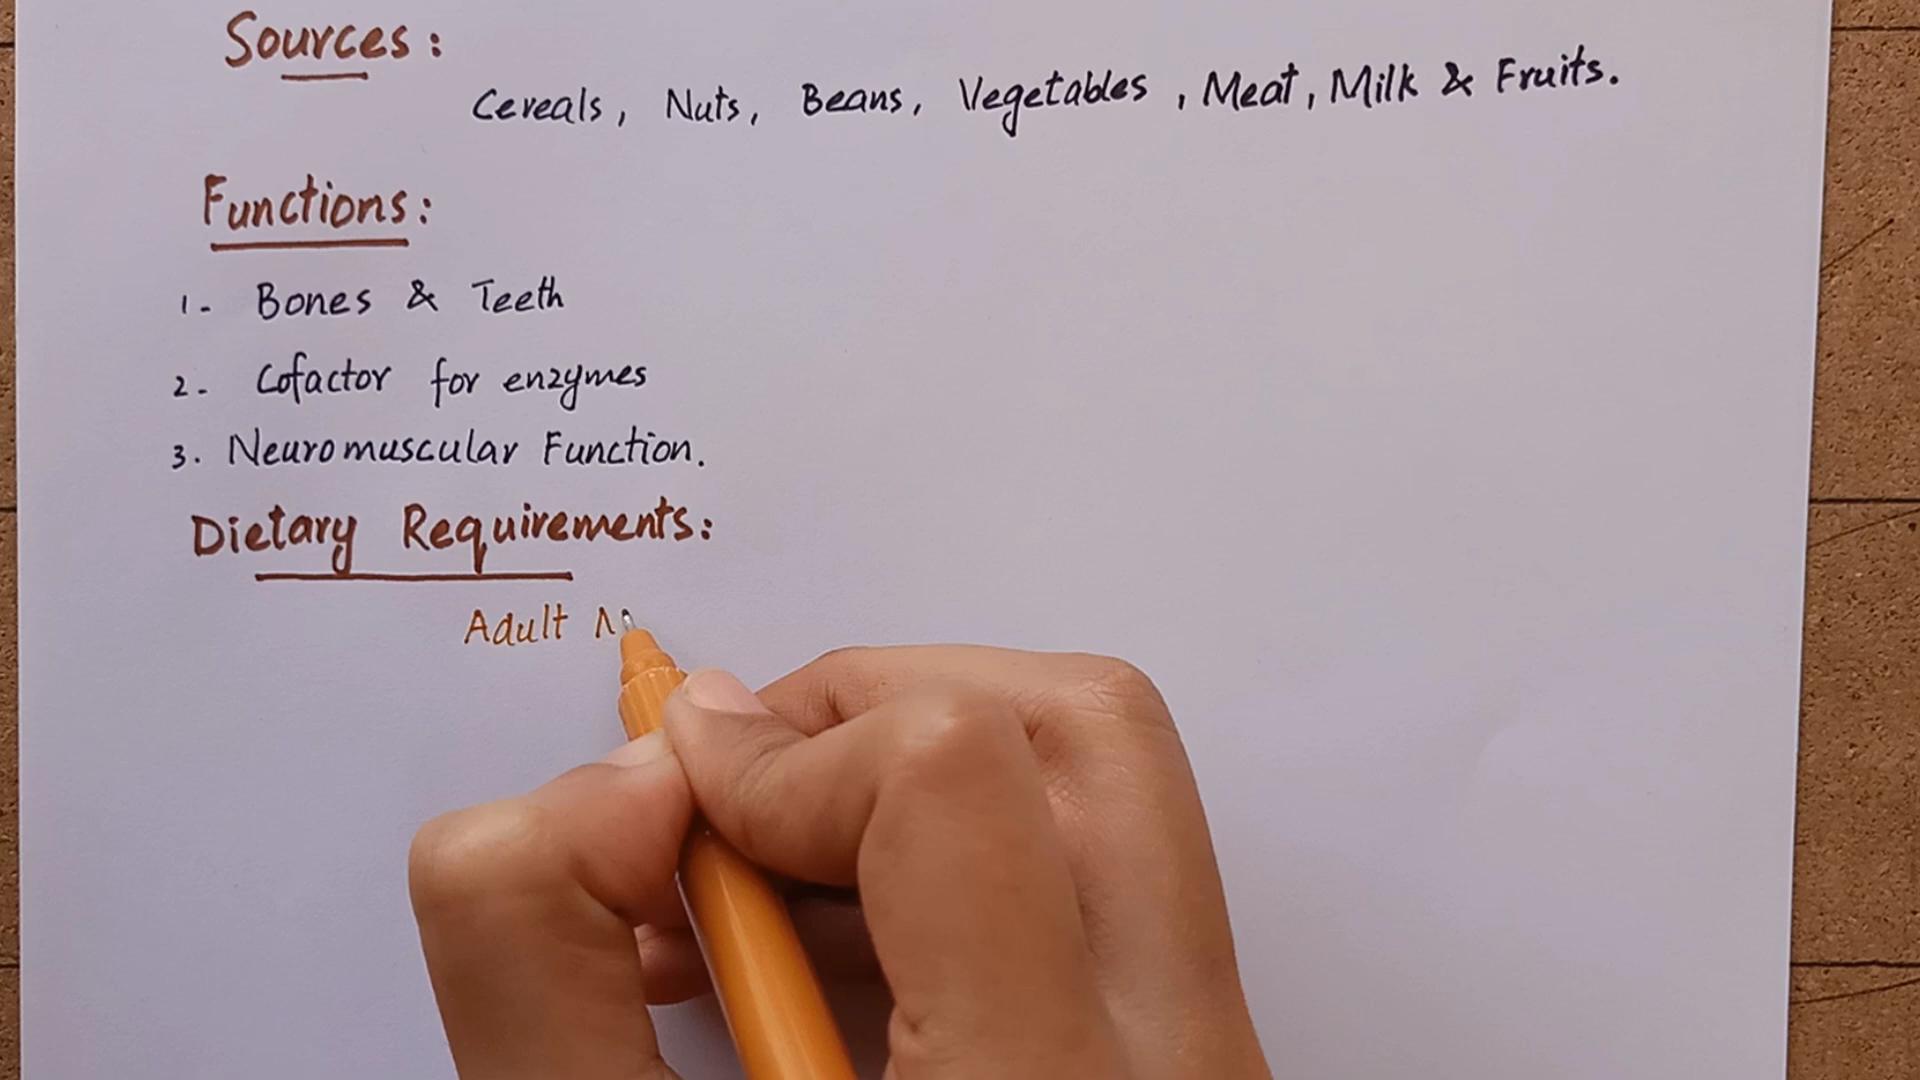 Sources:
Cereals, Nuts, Beans, Vegetables, Meat, Milk & Fruits.
Functions:
1- Bones & Teeth
2- Cofactor for enzymes
3. Neuromuscular Function.
Dietary Requirements:
Adult